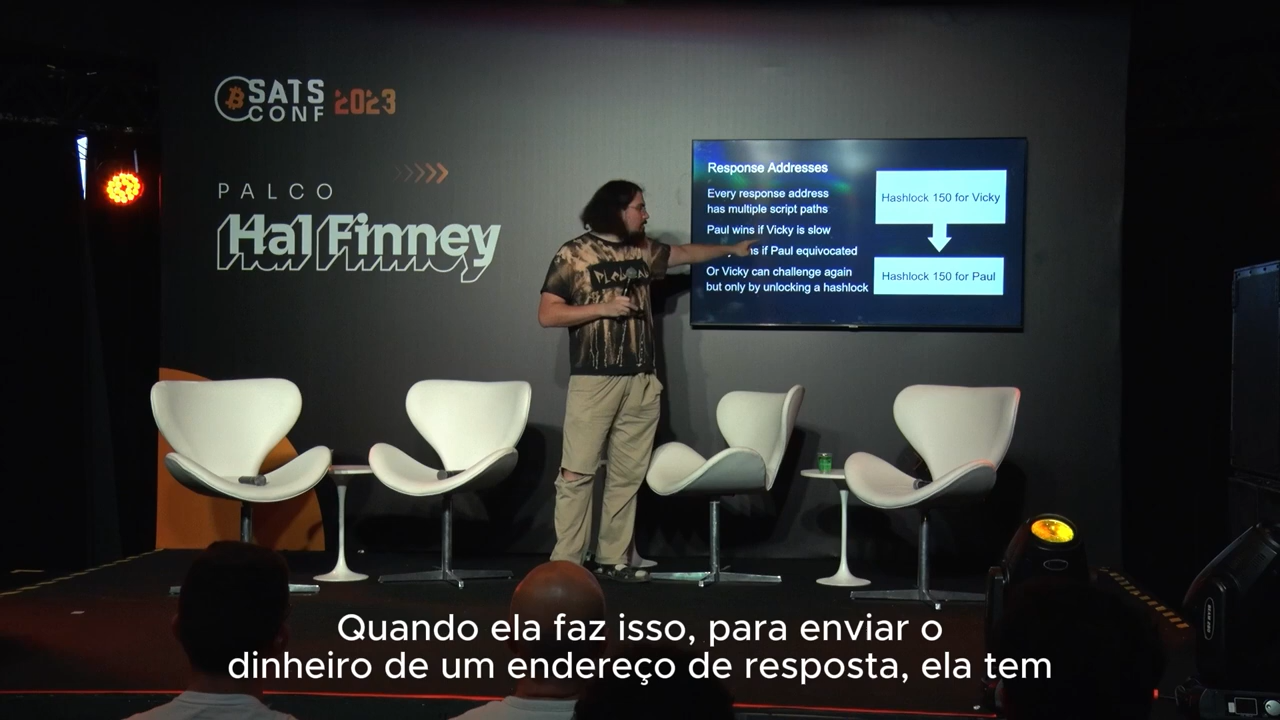 SATS
CONF 2023
PALCO
Hal Finney
Response Addresses
Every response address
has multiple script paths
Paul wins if Vicky is slow
if Paul equivocated
Or Vicky can challenge again
but only by unlocking a hashlock
Hashlock 150 for Vicky
Hashlock 150 for Paul
Quando ela faz isso, para enviar o
dinheiro de um endereço de resposta, ela tem